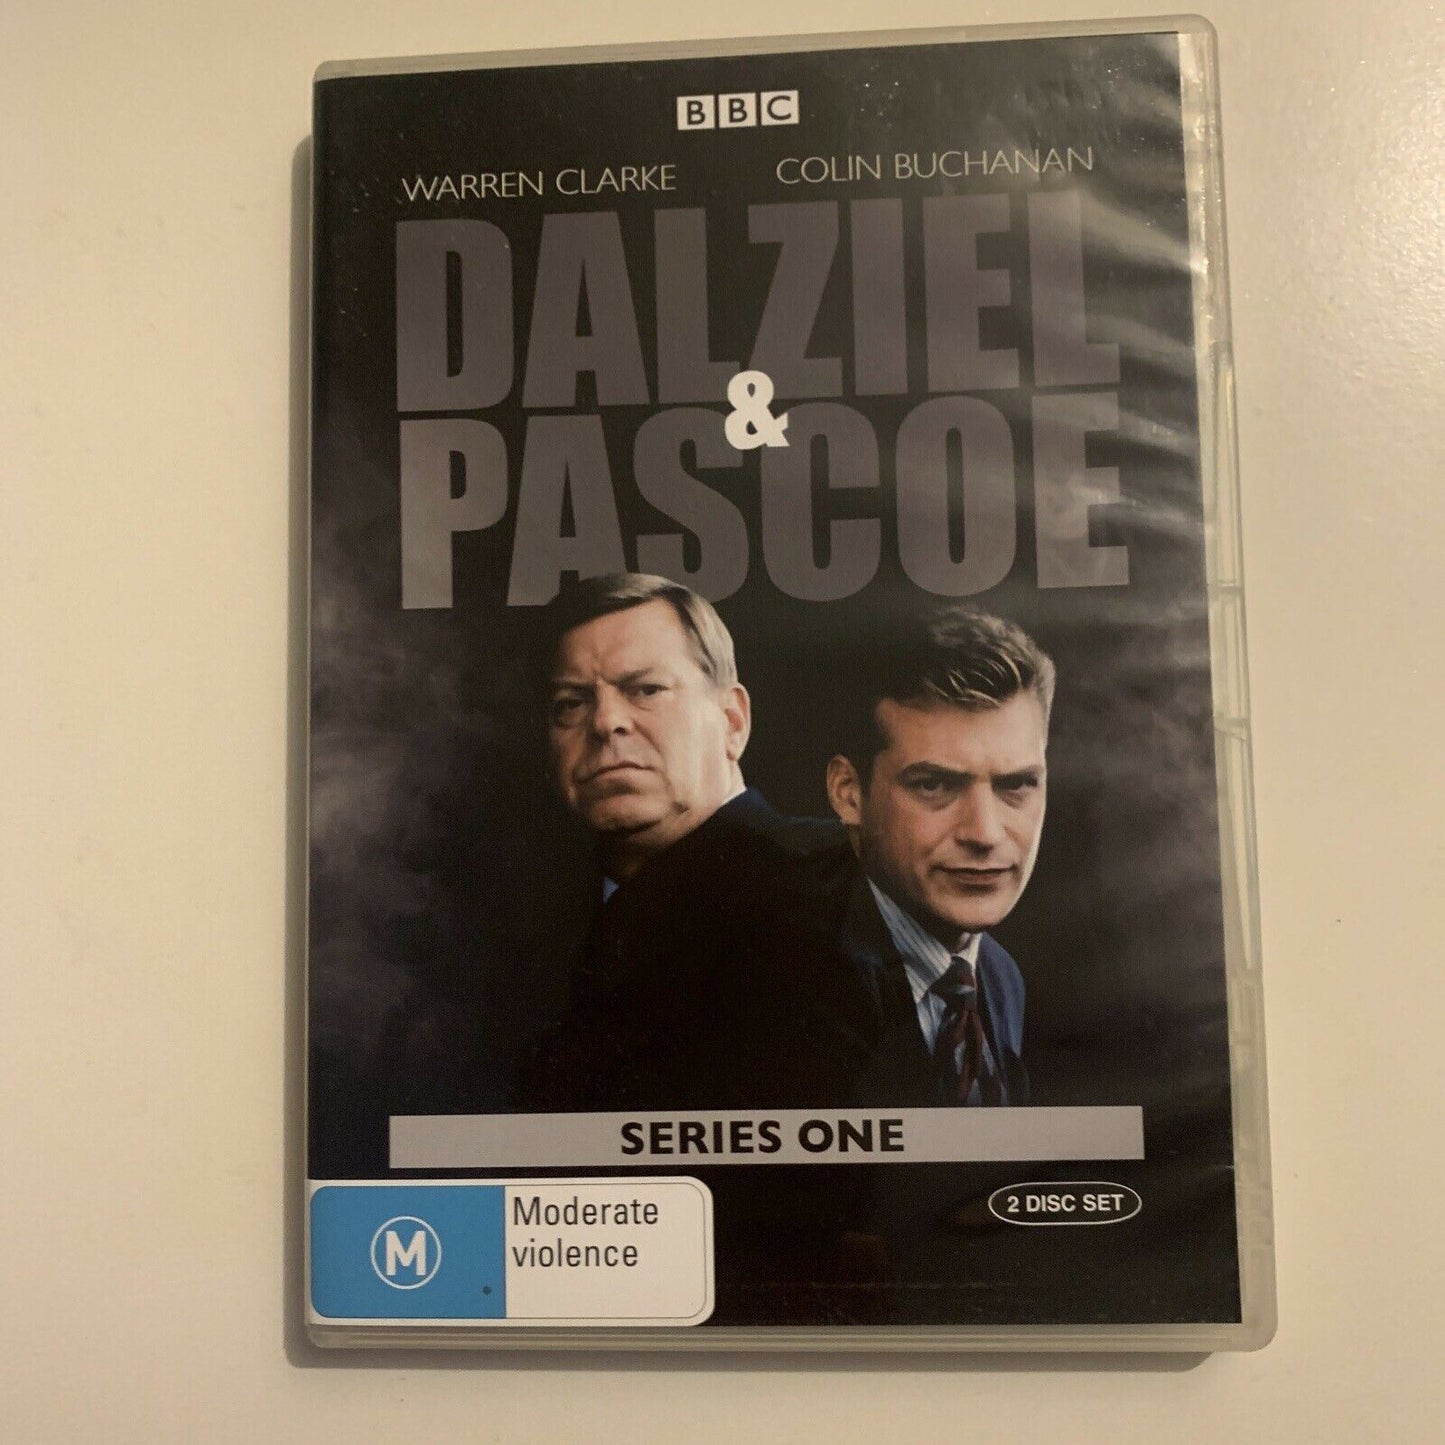 BBC
WARREN CLARKE COLIN BUCHANAN
DALZIEL
&
PASCOE
SERIES ONE
2 DISC SET
M Moderate
violence